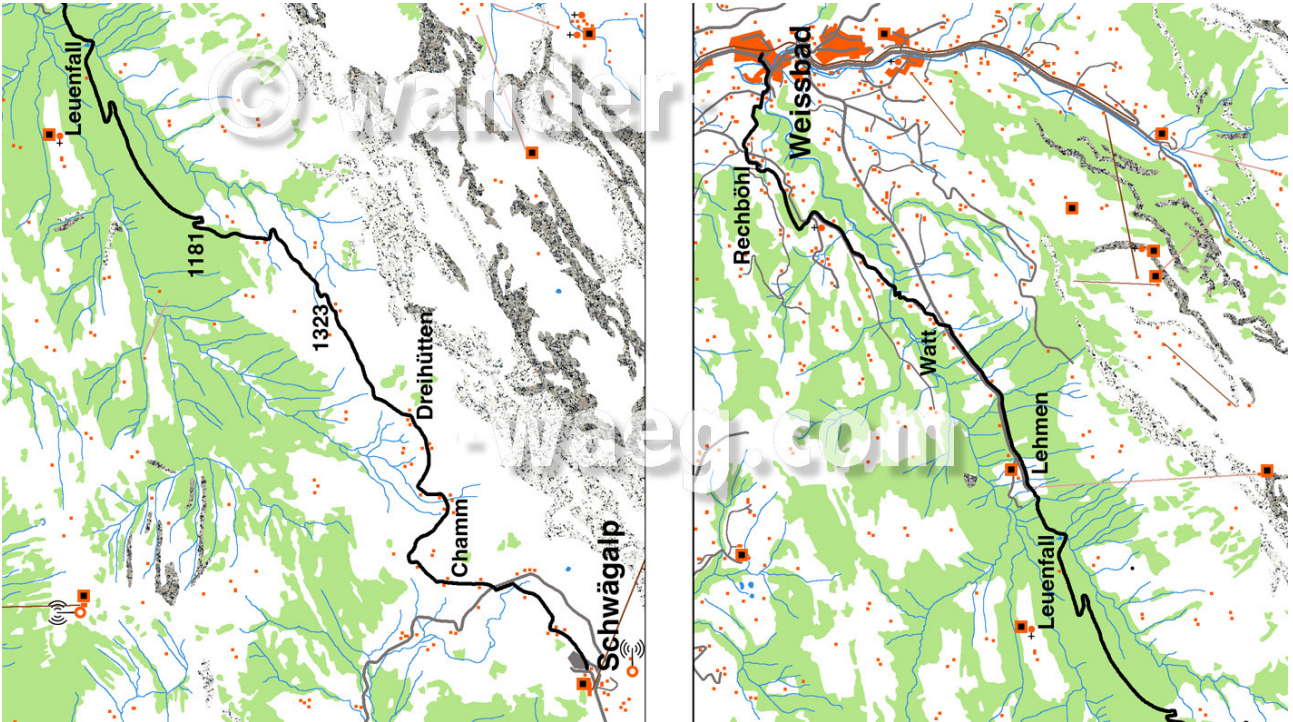 Leuenfall
1181
1323
Dreihütten
Chamm
Schwägalp
Weissbad
Rechböhl
Watt
Lehmen
Leuenfall
© wander
-waeg.com